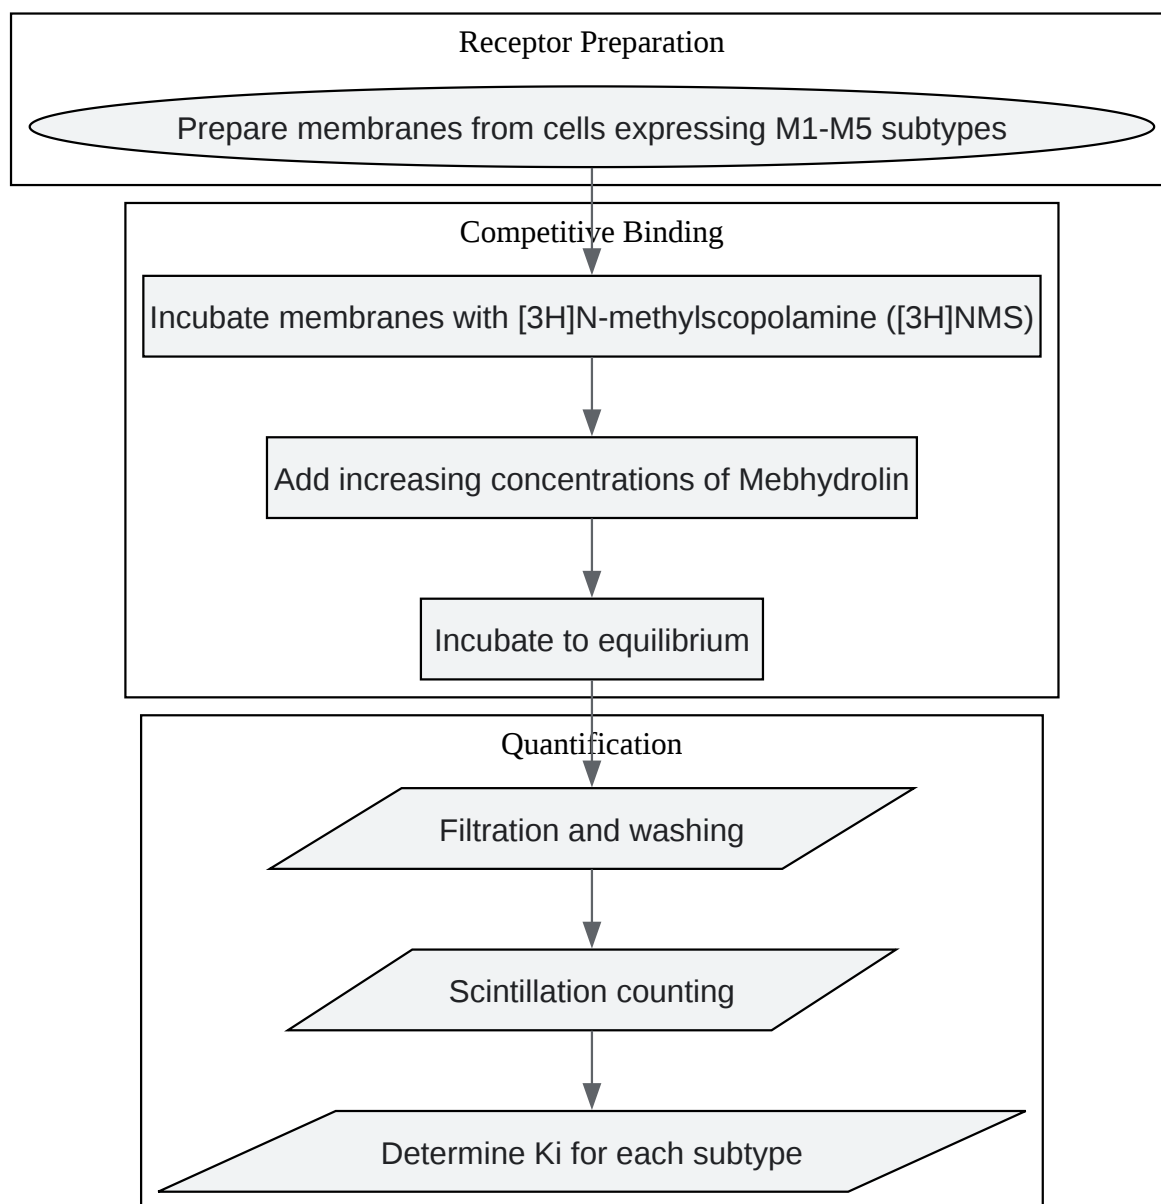 Receptor Preparation
Prepare membranes from cells expressing M1-M5 subtypes
Competitive Binding
Incubate membranes with [3H]N-methylscopolamine ([3H]NMS)
Add increasing concentrations of Mebhydrolin
Incubate to equilibrium
Quantification
Filtration and washing
Scintillation counting
Determine Ki for each subtype